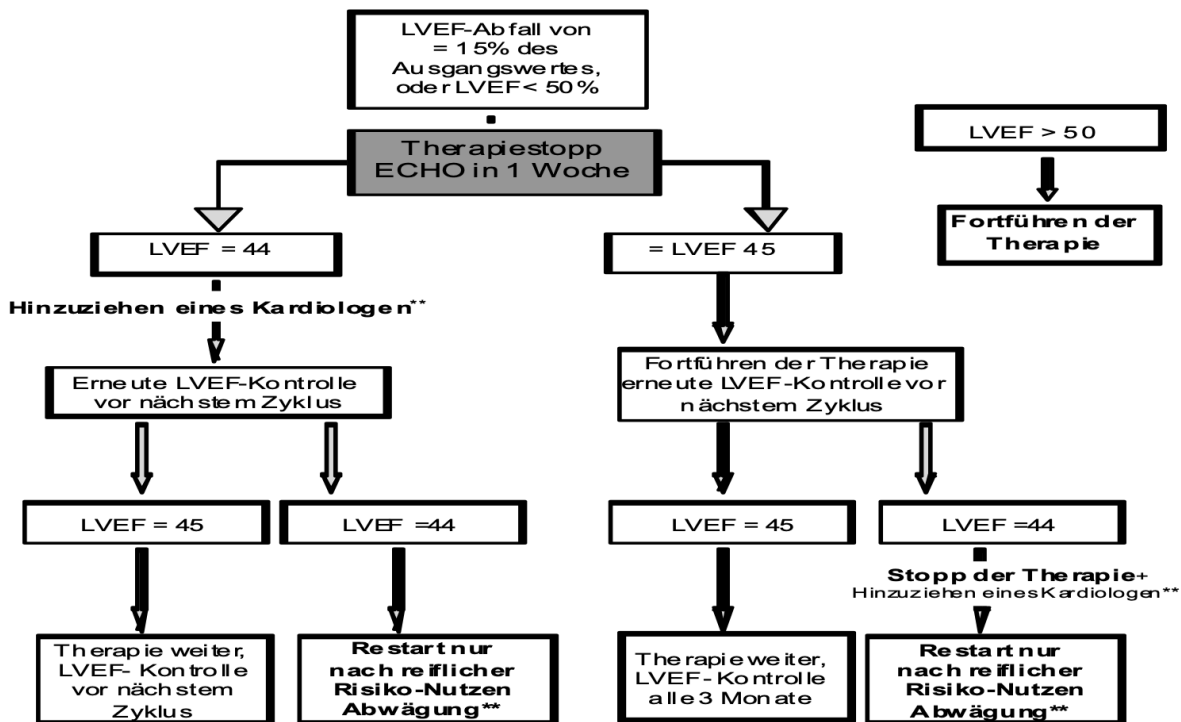 LVEF-Abfall von
= 15% des
Ausgangswertes,
oder LVEF< 50%
Therapiestopp
ECHO in 1 Woche
LVEF > 50
Fortführen der
Therapie
LVEF = 44
= LVEF 45
Hinzuziehen eines Kardiologen**
Erneute LVEF-Kontrolle
vor nächstem Zyklus
Fortführen der Therapie
erneute LVEF-Kontrolle vor
nächstem Zyklus
LVEF = 45
LVEF =44
LVEF = 45
LVEF =44
Stopp der Therapie+
Hinzuziehen eines Kardiologen**
Therapie weiter,
LVEF- Kontrolle
vor nächstem
Zyklus
Restart nur
nach reiflicher
Risiko-Nutzen
Abwägung**
Therapie weiter,
LVEF-Kontrolle
alle 3 Monate
Restart nur
nach reiflicher
Risiko-Nutzen
Abwägung**